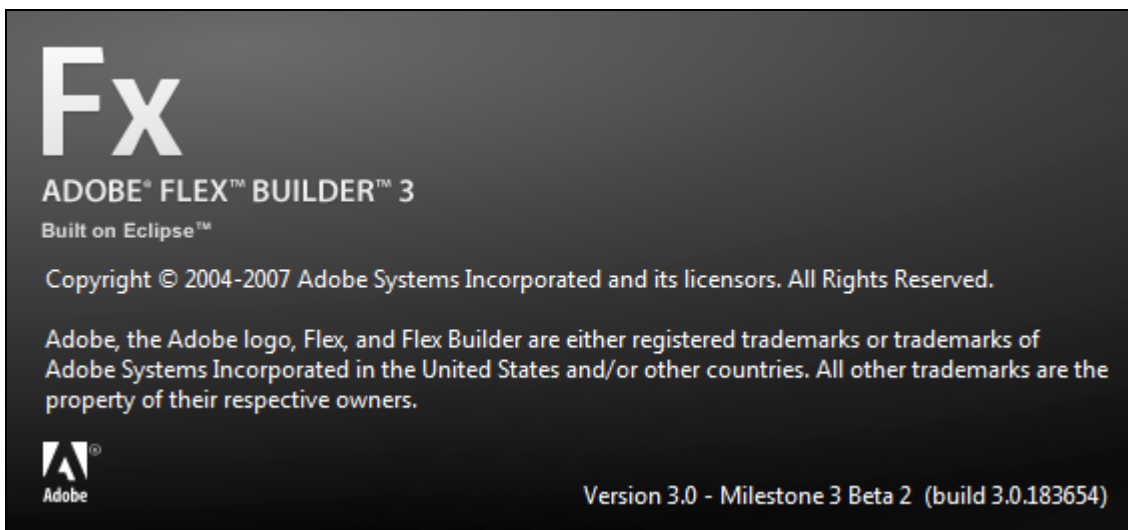 Fx
ADOBE® FLEX™ BUILDER™ 3
Built on Eclipse™
Copyright © 2004-2007 Adobe Systems Incorporated and its licensors. All Rights Reserved.
Adobe, the Adobe logo, Flex, and Flex Builder are either registered trademarks or trademarks of
Adobe Systems Incorporated in the United States and/or other countries. All other trademarks are the
property of their respective owners.
®
Adobe
Version 3.0 - Milestone 3 Beta 2 (build 3.0.183654)